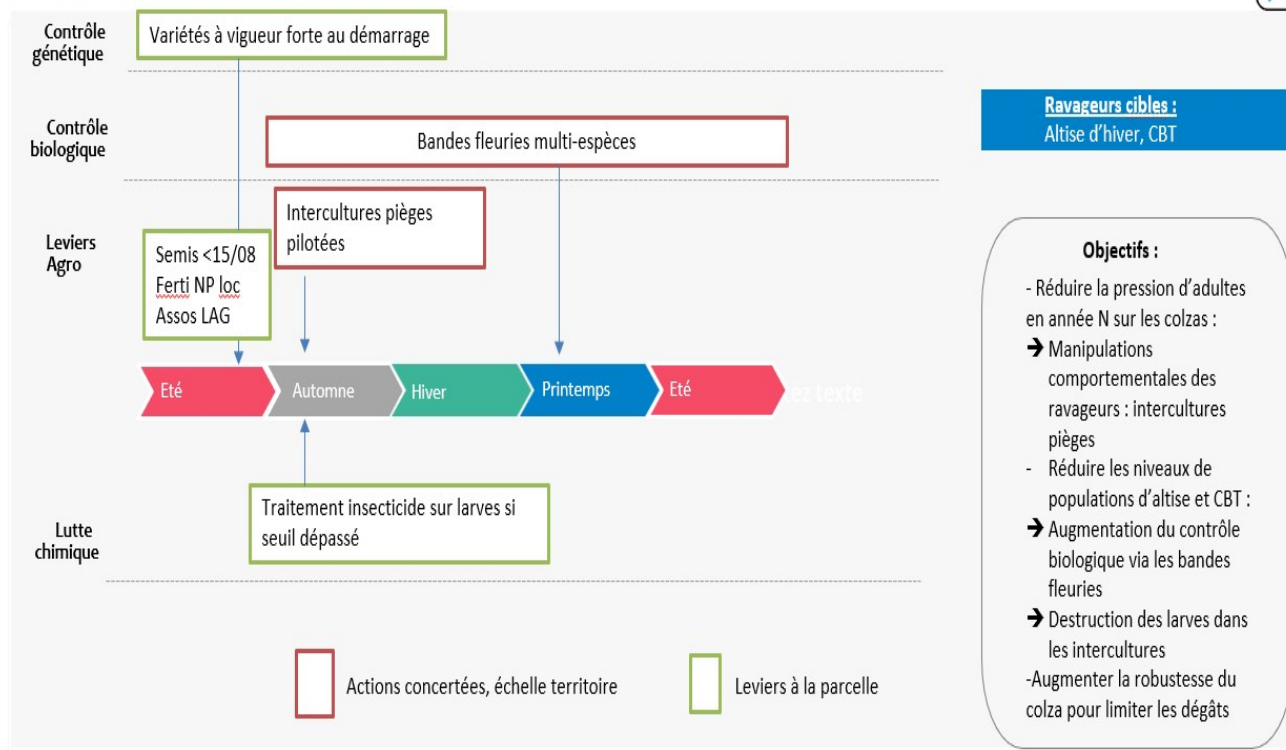 Contrôle
génétique
Variétés à vigueur forte au démarrage
Contrôle
biologique
Bandes fleuries multi-espèces
Leviers
Agro
Semis <15/08
Ferti NP loc
Assos LAG
Intercultures pièges
pilotées
Eté
Automne
Hiver
Printemps
Eté
ez texte
Lutte
chimique
Traitement insecticide sur larves si
seuil dépassé
Actions concertées, échelle territoire
Leviers à la parcelle
Ravageurs cibles :
Altise d'hiver, CBT
Objectifs :
- Réduire la pression d'adultes
en année N sur les colzas :
➔ Manipulations
comportementales des
ravageurs : intercultures
pièges
- Réduire les niveaux de
populations d'altise et CBT :
➔ Augmentation du contrôle
biologique via les bandes
fleuries
➔ Destruction des larves dans
les intercultures
-Augmenter la robustesse du
colza pour limiter les dégâts